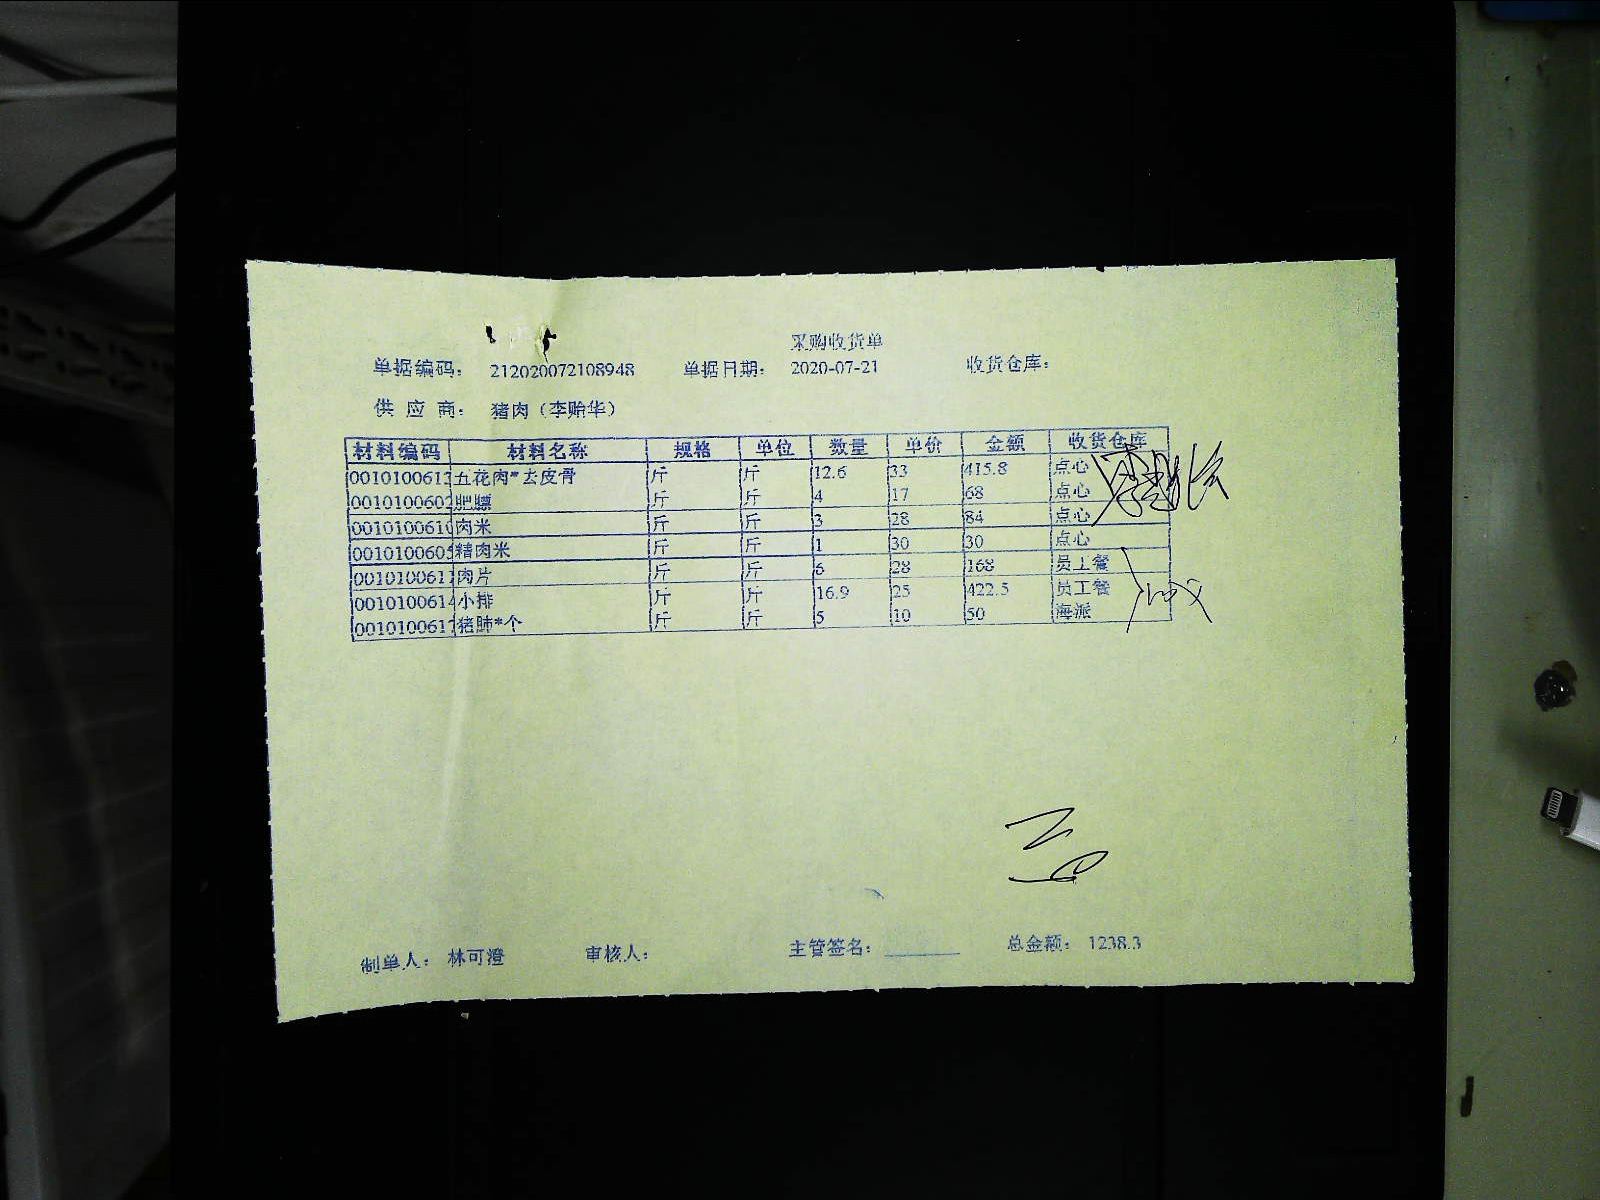 采购收货单
单据编码： 212020072108948 单据日期： 2020-07-21 收货仓库：
供 应 商： 猪肉（李贻华）
材料编码 材料名称 规格 单位 数量 单价 金额 收货仓库
001010061 五花肉*去皮骨 斤 斤 12.6 33 415.8 点心
001010060 肥膘 斤 斤 4 17 68 点心
001010061 肉米 斤 斤 3 28 84 点心
001010060 精肉米 斤 斤 1 30 30 点心
001010061 肉片 斤 斤 6 28 168 员工餐
0010100614 小排 斤 斤 16.9 25 422.5 员工餐
001010061 猪肺*个 斤 斤 5 10 50 海派
制单人： 林可澄 审核人： 主管签名： 总金额： 1238.3